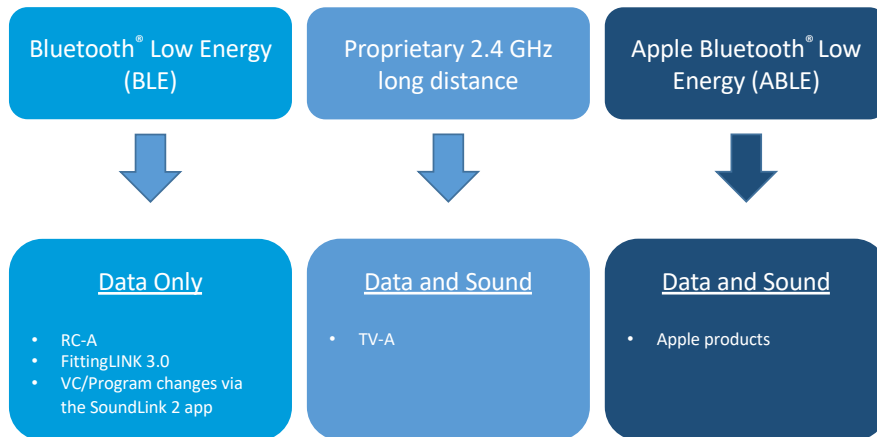 Bluetooth® Low Energy
(BLE)
Proprietary 2.4 GHz
long distance
Apple Bluetooth® Low
Energy (ABLE)
Data Only
• RC-A
• FittingLINK 3.0
• VC/Program changes via
the SoundLink 2 app
Data and Sound
• TV-A
Data and Sound
• Apple products